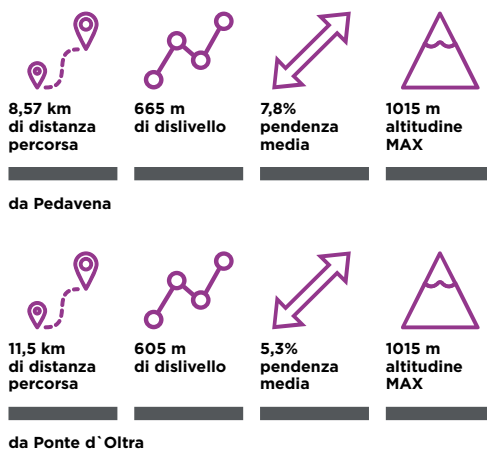 8,57 km
di distanza
percorsa
665 m
di dislivello
7,8%
pendenza
media
1015 m
altitudine
MAX
da Pedavena
11,5 km
di distanza
percorsa
605 m
di dislivello
5,3%
pendenza
media
1015 m
altitudine
MAX
da Ponte d`Oltra